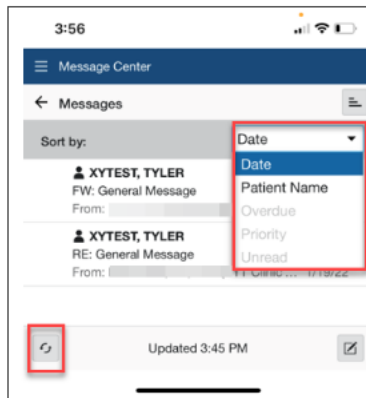 3:56
Message Center
Messages
Sort by:
Date
Date
Patient Name
Overdue
Priority
Unread
XYTEST, TYLER
FW: General Message
From:
XYTEST, TYLER
RE: General Message
From: Clinic ... 1/19/22
Updated 3:45 PM